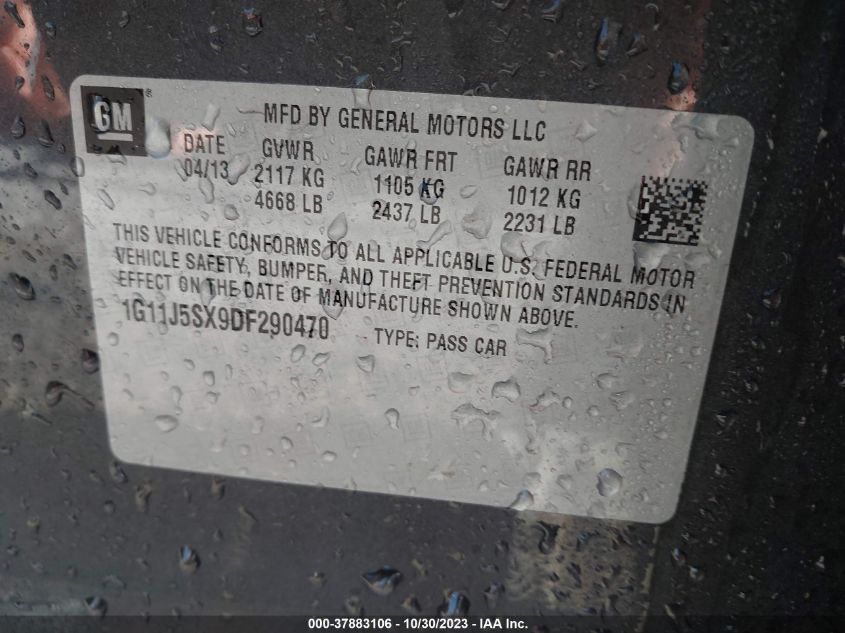 GM
MFD BY GENERAL MOTORS LLC
DATE GVWR GAWR FRT GAWR RR
04/13 2117 KG 1105 KG 1012 KG
4668 LB 2437 LB 2231 LB
THIS VEHICLE CONFORMS TO ALL APPLICABLE U.S. FEDERAL MOTOR
VEHICLE SAFETY, BUMPER, AND THEFT PREVENTION STANDARDS IN
EFFECT ON THE DATE OF MANUFACTURE SHOWN ABOVE.
1G11J5SX9DF290470 TYPE: PASS CAR
000-37883106 - 10/30/2023 - IAA Inc.